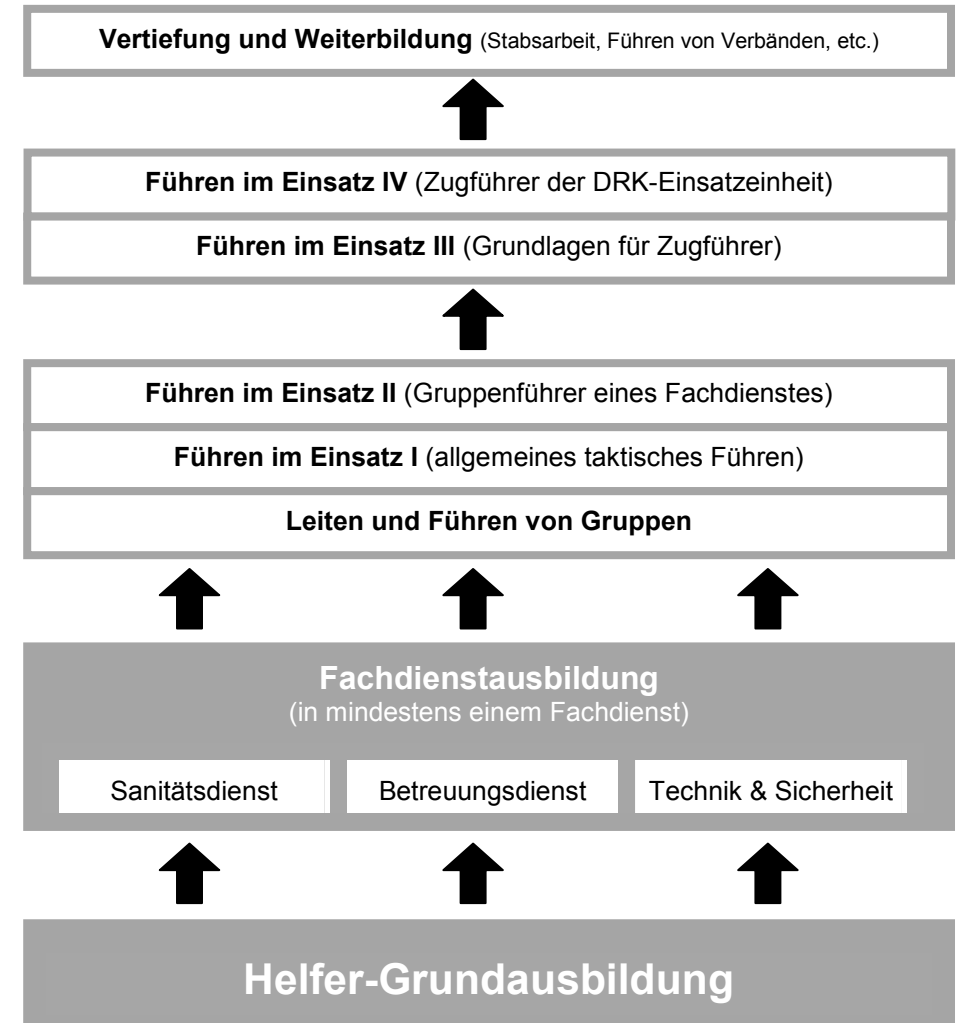 Vertiefung und Weiterbildung (Stabsarbeit, Führen von Verbänden, etc.)
Führen im Einsatz IV (Zugführer der DRK-Einsatzeinheit)
Führen im Einsatz III (Grundlagen für Zugführer)
Führen im Einsatz II (Gruppenführer eines Fachdienstes)
Führen im Einsatz I (allgemeines taktisches Führen)
Leiten und Führen von Gruppen
Fachdienstausbildung
(in mindestens einem Fachdienst)
Sanitätsdienst Betreuungsdienst Technik & Sicherheit
Helfer-Grundausbildung